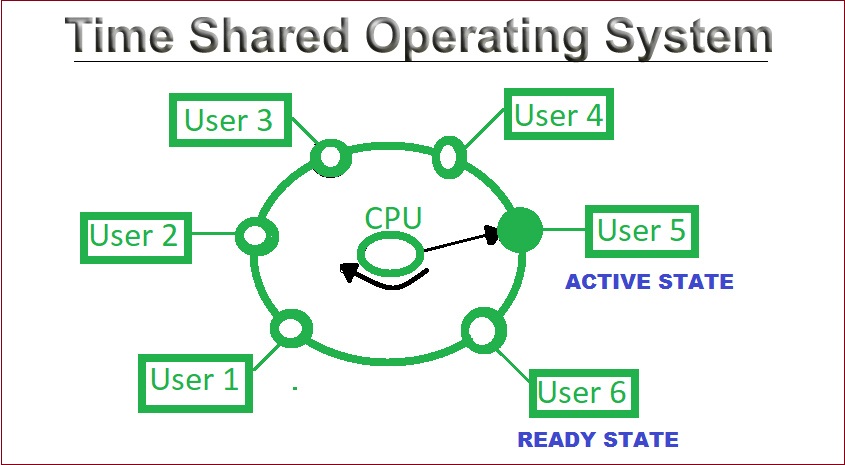 Time Shared Operating System
User 3
User 4
CPU
User 2
User 5
ACTIVE STATE
User 1
User 6
READY STATE